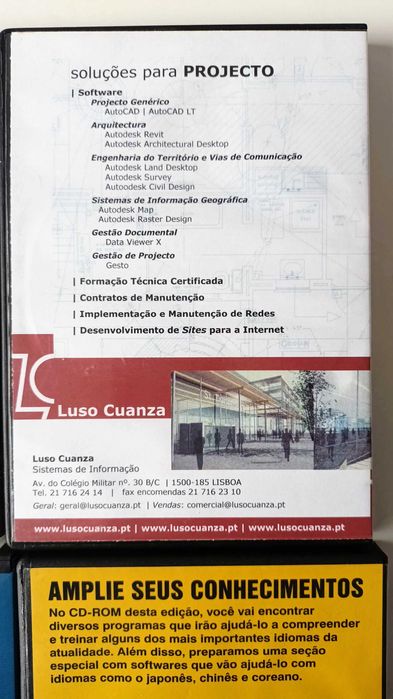 soluções para PROJECTO
| Software
Projecto Genérico
AutoCAD | AutoCAD LT
Arquitectura
Autodesk Revit
Autodesk Architectural Desktop
Engenharia do Território e Vias de Comunicação
Autodesk Land Desktop
Autodesk Survey
Autoodesk Civil Design
Sistemas de Informação Geográfica
Autodesk Map
Autodesk Raster Design
Gestão Documental
Data Viewer X
Gestão de Projecto
Gesto
| Formação Técnica Certificada
| Contratos de Manutenção
| Implementação e Manutenção de Redes
| Desenvolvimento de Sites para a Internet
Luso Cuanza
Luso Cuanza
Sistemas de Informação
Av. do Colégio Militar nº. 30 B/C | 1500-185 LISBOA
Tel. 21 716 24 14 | fax encomendas 21 716 23 10
Geral: geral@lusocuanza.pt | Vendas: comercial@lusocuanza.pt
www.lusocuanza.pt | www.lusocuanza.pt | www.lusocuanza.pt
AMPLIE SEUS CONHECIMENTOS
No CD-ROM desta edição, você vai encontrar
diversos programas que irão ajudá-lo a compreender
e treinar alguns dos mais importantes idiomas da
atualidade. Além disso, preparamos uma seção
especial com softwares que vão ajudá-lo com
idiomas como o japonês, chinês e coreano.